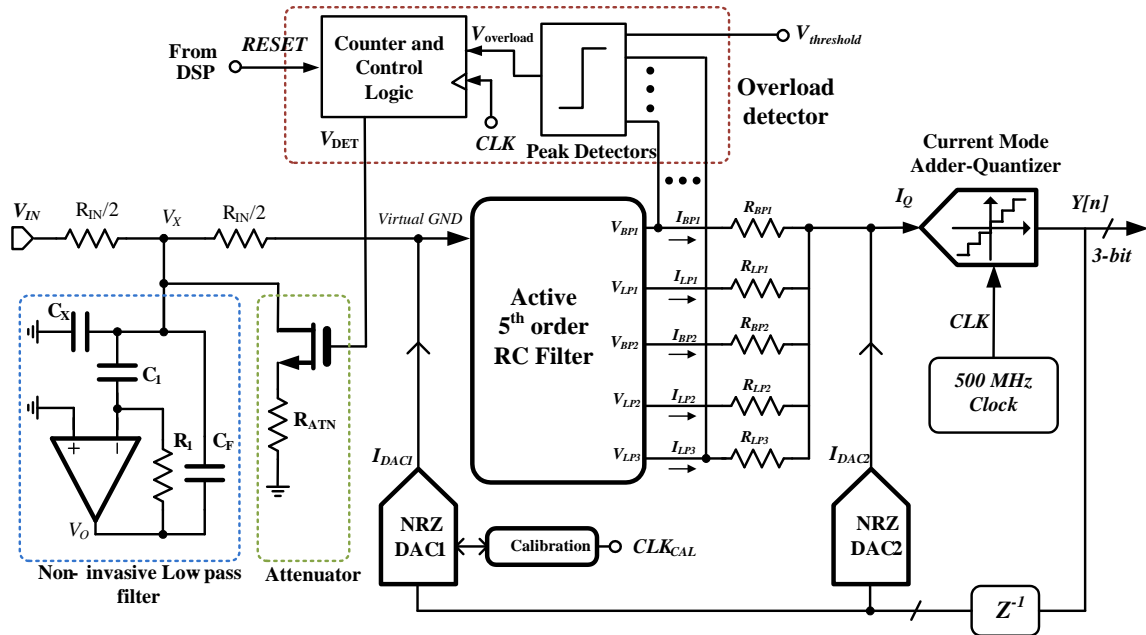 From
DSP
RESET
Counter and
Control
Logic
V_overload
CLK
V_DET
Peak Detectors
V_threshold
Overload
detector
Current Mode
Adder-Quantizer
V_IN
R_IN/2
V_X
R_IN/2
Virtual GND
Active
5th order
RC Filter
V_BP1
I_BP1
R_BP1
V_LP1
I_LP1
R_LP1
V_BP2
I_BP2
R_BP2
V_LP2
I_LP2
R_LP2
V_LP3
I_LP3
R_LP3
I_Q
Y[n]
3-bit
CLK
500 MHz
Clock
C_X
C_1
R_1
C_F
+
−
V_O
Non- invasive Low pass
filter
R_ATN
Attenuator
I_DAC1
NRZ
DAC1
Calibration
CLK_CAL
I_DAC2
NRZ
DAC2
Z^-1